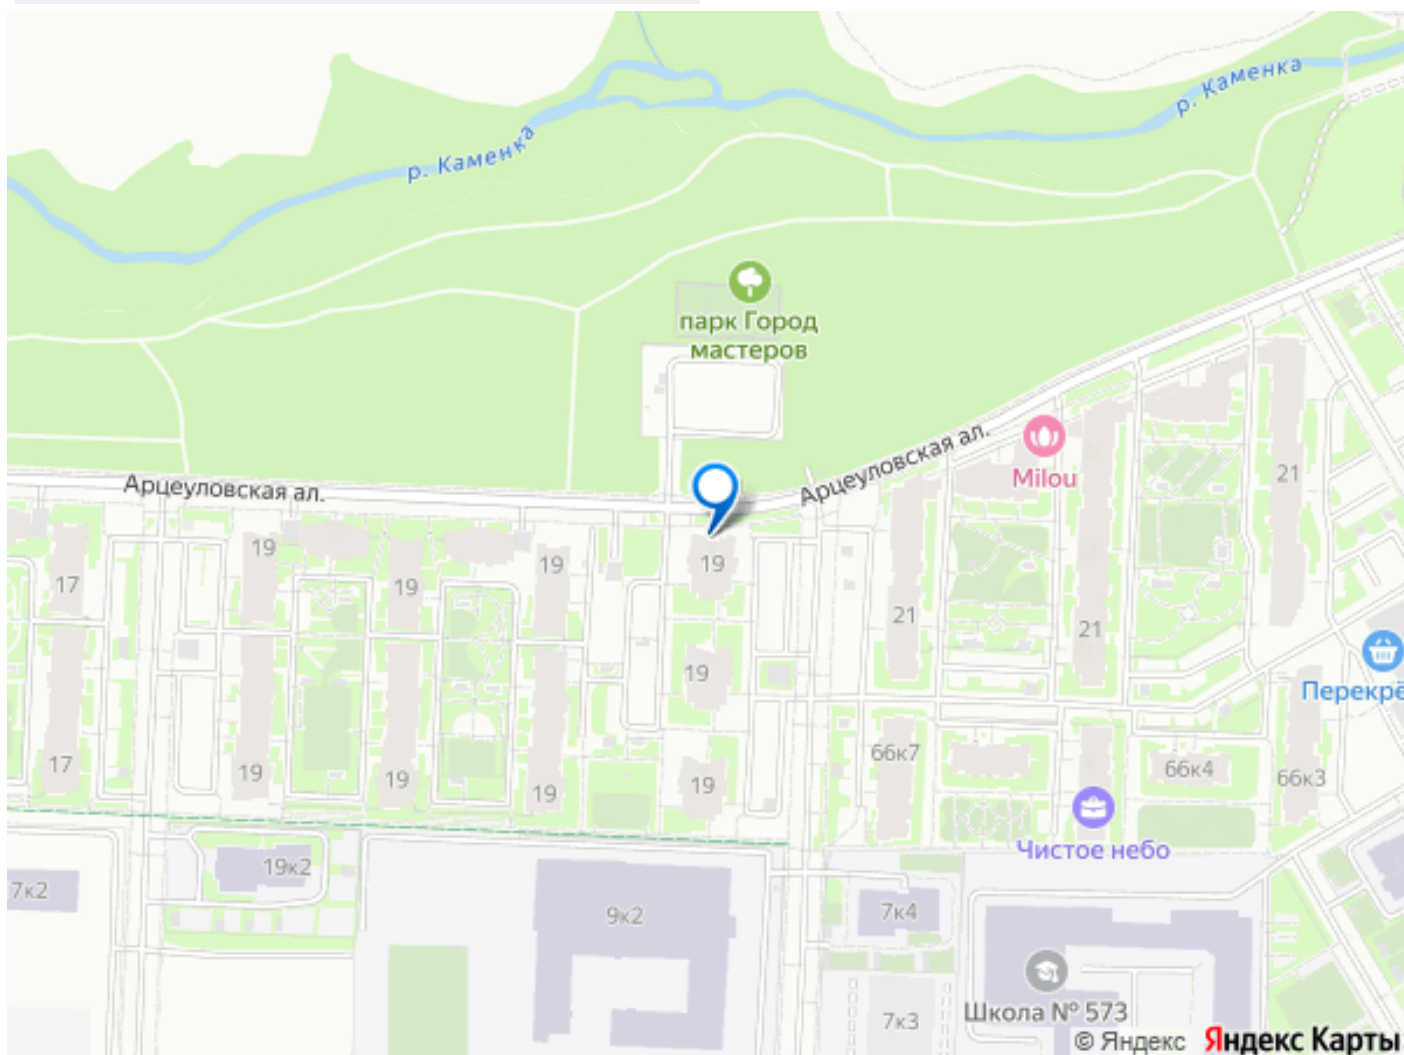 р. Каменка
р. Каменка
парк Город
мастеров
Арцеуловская ал.
Milou
Арцеуловская ал.
21
19
19
19
19
17
21
21
19
Перекрё
66к7
66к4
66к3
17
19
19
19
19
Чистое небо
19к2
7к2
9к2
7к4
Школа № 573
7к3
© Яндекс Яндекс Карты